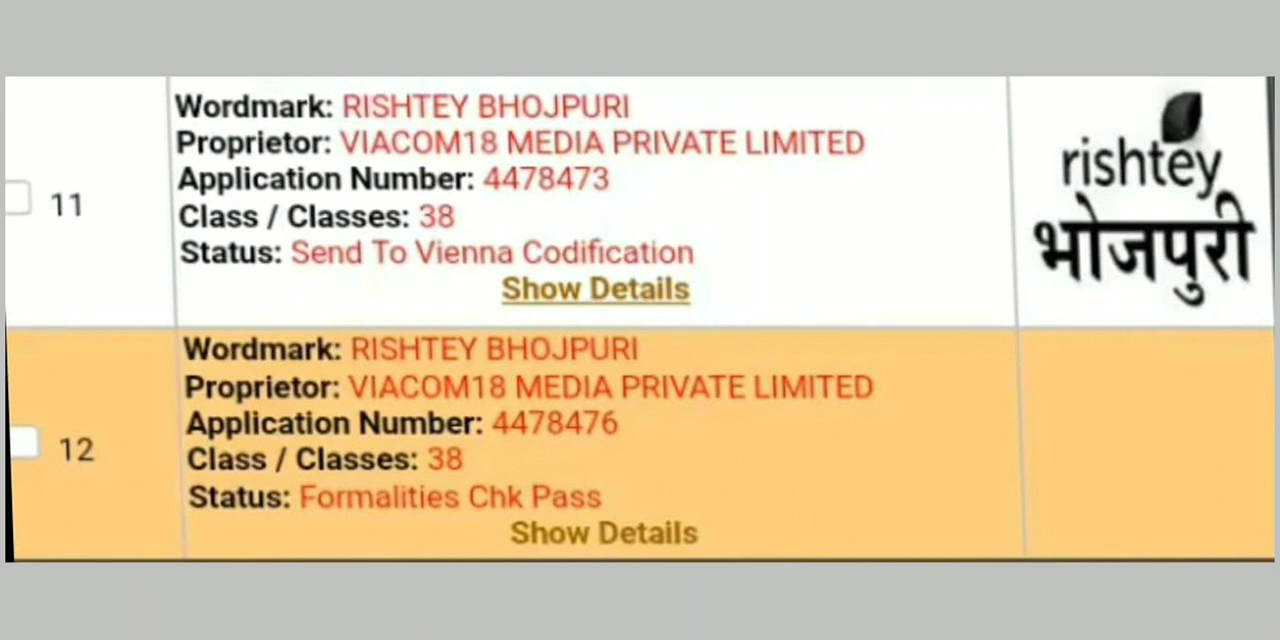 11
Wordmark: RISHTEY BHOJPURI
Proprietor: VIACOM18 MEDIA PRIVATE LIMITED
Application Number: 4478473
Class / Classes: 38
Status: Send To Vienna Codification
Show Details
rishtey
भोजपुरी
12
Wordmark: RISHTEY BHOJPURI
Proprietor: VIACOM18 MEDIA PRIVATE LIMITED
Application Number: 4478476
Class / Classes: 38
Status: Formalities Chk Pass
Show Details